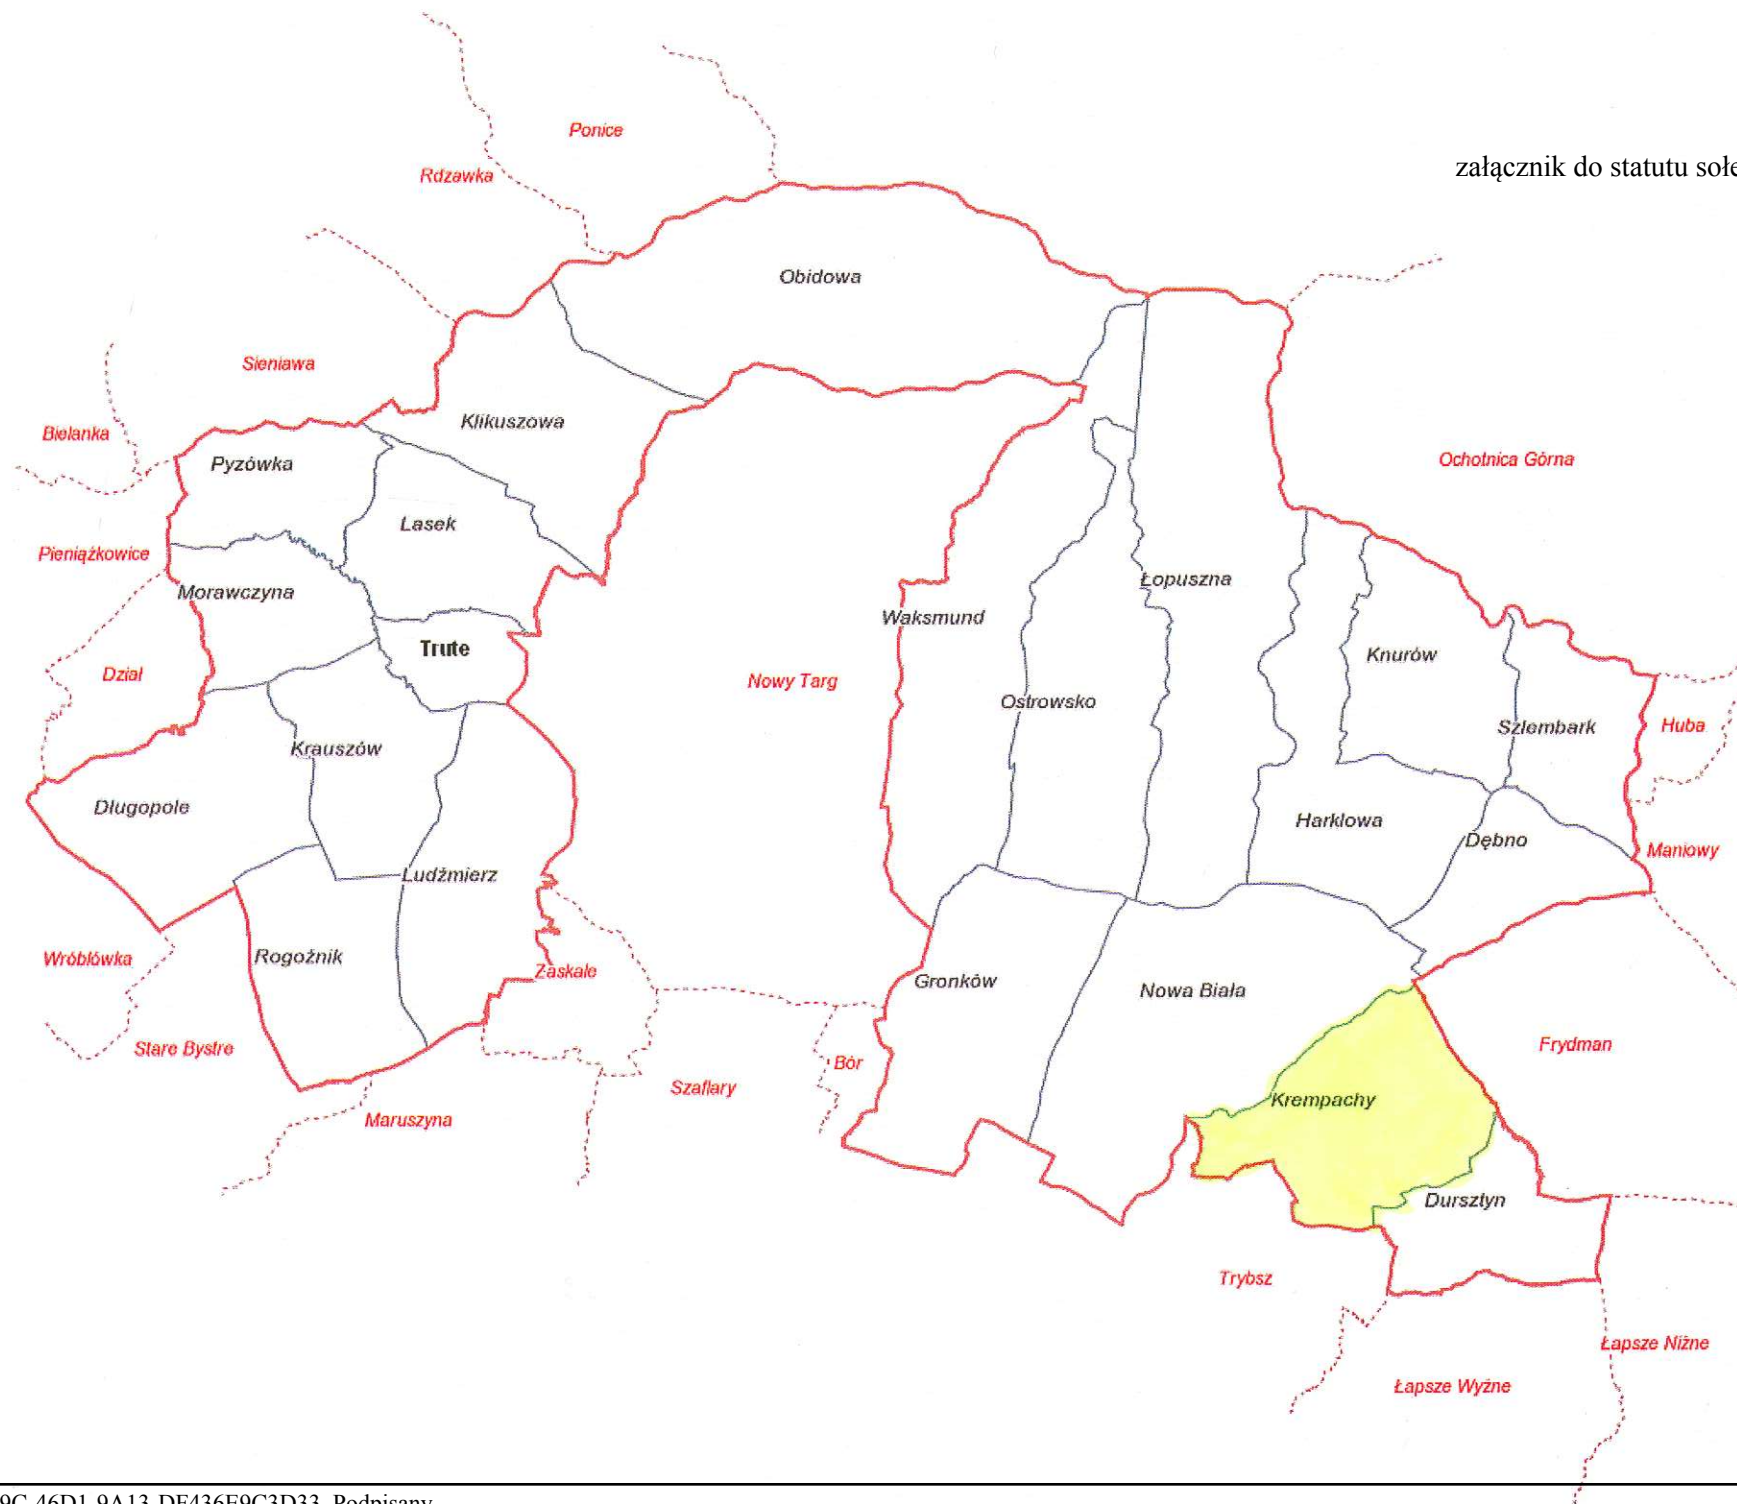 Ponice
załącznik do statutu sołe
Rdzawka
Obidowa
Sieniawa
Klikuszowa
Bielanka
Pyzówka
Ochotnica Górna
Lasek
Pieniążkowice
Morawczyna
Łopuszna
Waksmund
Trute
Knurów
Dział
Nowy Targ
Ostrowsko
Szlembark
Huba
Krauszów
Długopole
Harklowa
Dębno
Maniowy
Ludźmierz
Wróblówka
Rogoźnik
Zaskale
Gronków
Nowa Biała
Stare Bystre
Frydman
Bór
Szaflary
Krempachy
Maruszyna
Dursztyn
Trybsz
Łapsze Niżne
Łapsze Wyżne